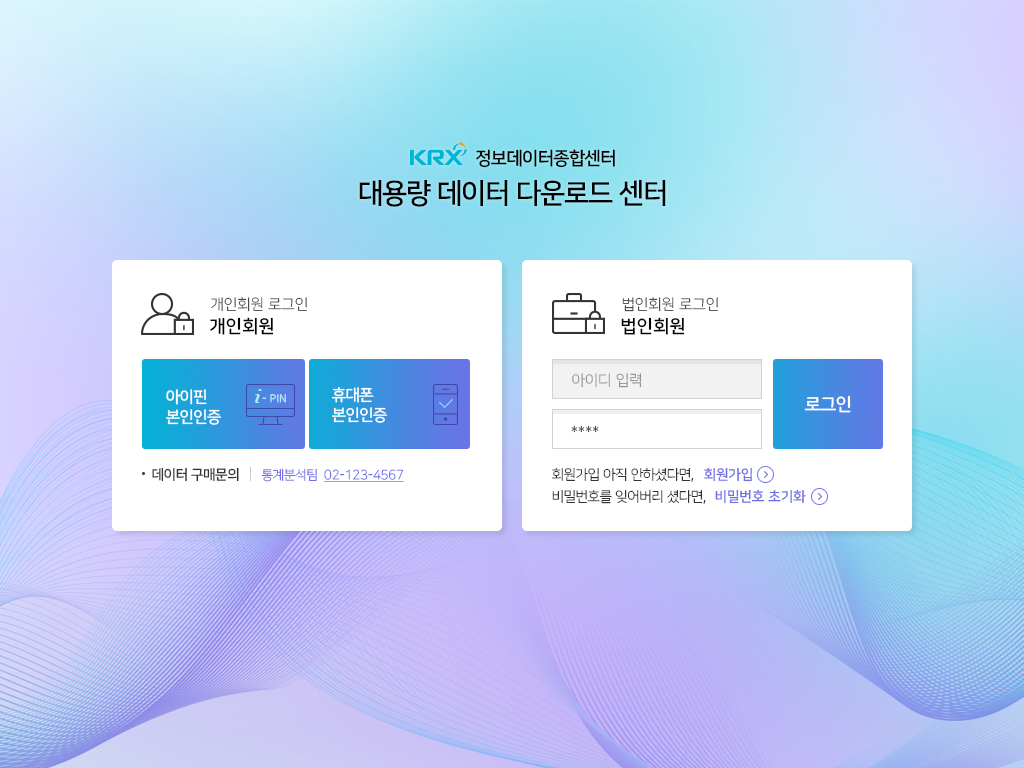 KRX 정보데이터종합센터
대용량 데이터 다운로드 센터
개인회원 로그인
개인회원
아이핀
본인인증
i-PIN
휴대폰
본인인증
• 데이터 구매문의 | 통계분석팀 02-123-4567
법인회원 로그인
법인회원
아이디 입력
****
로그인
회원가입 아직 안하셨다면, 회원가입
비밀번호를 잊어버리 셨다면, 비밀번호 초기화